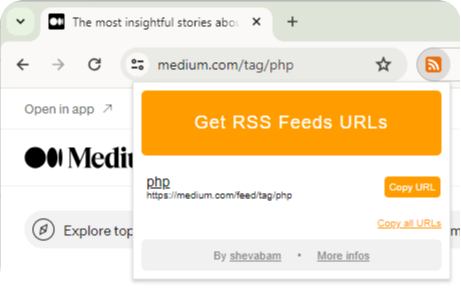 The most insightful stories abou
medium.com/tag/php
Open in app
Get RSS Feeds URLs
Mediu
php
https://medium.com/feed/tag/php
Copy URL
Copy all URLs
Explore top
By shevabam • More infos